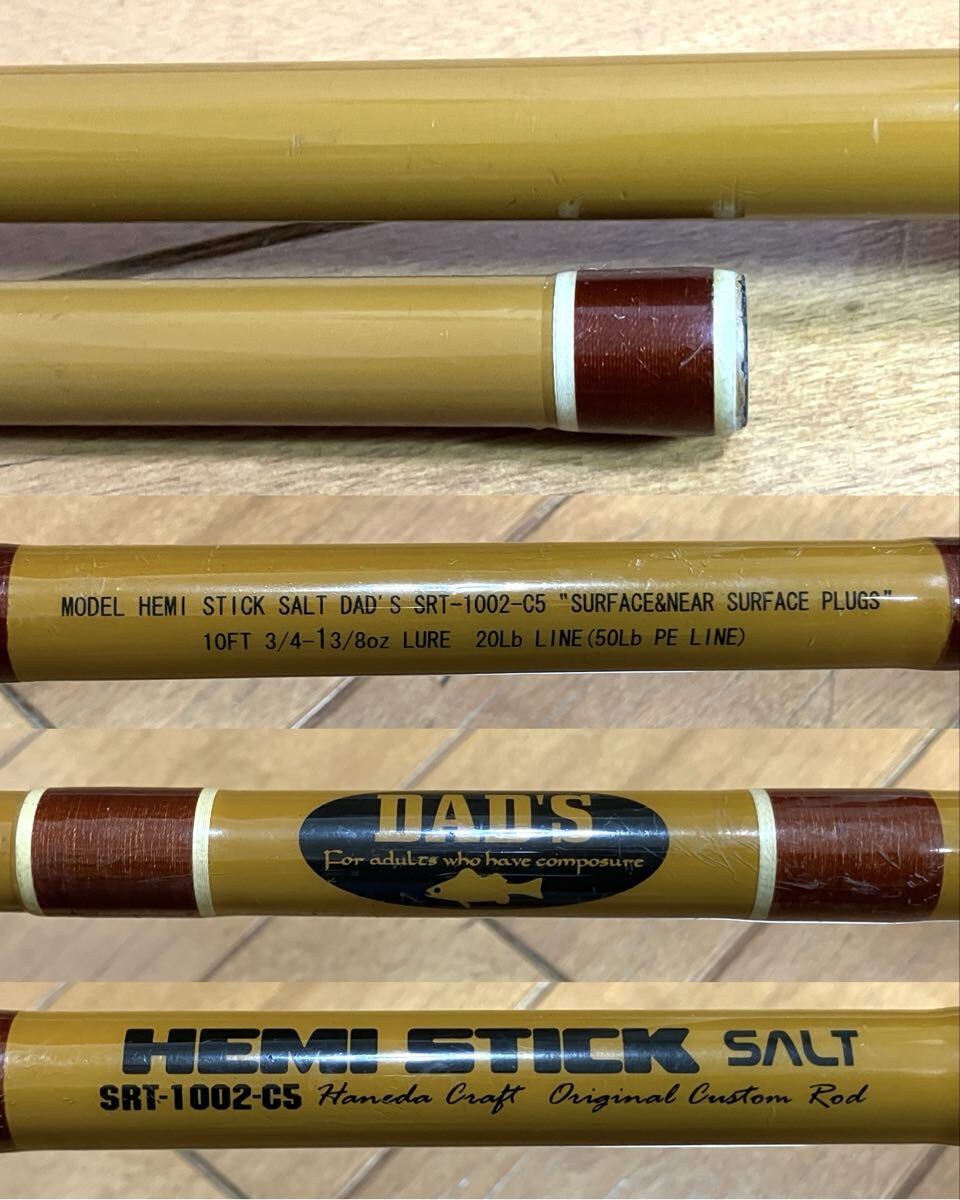 MODEL HEMI STICK SALT DAD'S SRT-1002-C5 "SURFACE&NEAR SURFACE PLUGS"
10FT 3/4-13/8oz LURE 20Lb LINE(50Lb PE LINE)
DAD'S
For adults who have composure
HEMI STICK SALT
SRT-1002-C5 Haneda Craft Original Custom Rod